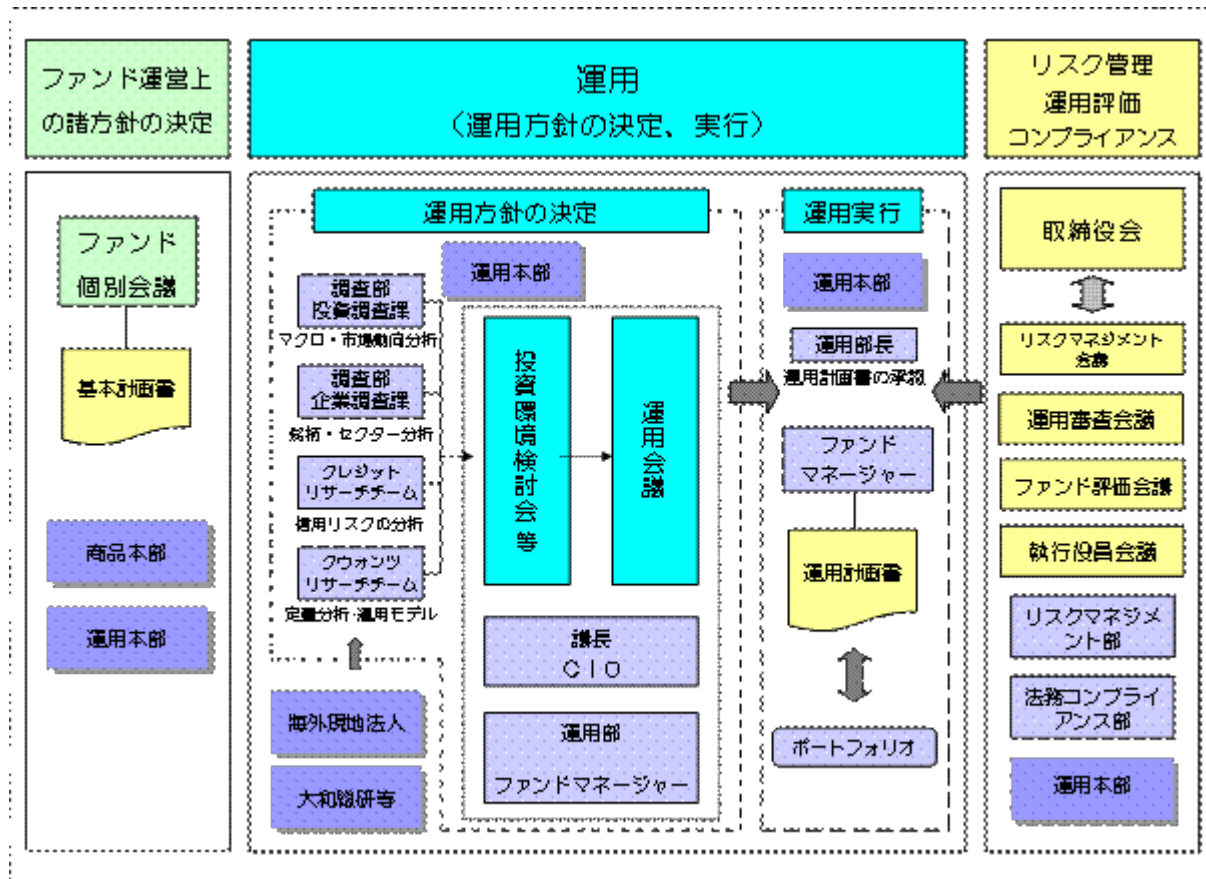 ファンド運営上
の諸方針の決定
運用
（運用方針の決定、実行）
リスク管理
運用評価
コンプライアンス
ファンド
個別会議
基本計画書
商品本部
運用本部
運用方針の決定
運用本部
調査部
投資調査課
マクロ・市場動向分析
調査部
企業調査課
銘柄・セクター分析
クレジット
リサーチチーム
信用リスクの分析
クウォンツ
リサーチチーム
定量分析・運用モデル
海外現地法人
大和総研等
投資環境検討会等
運用会議
議長
ＣＩＯ
運用部
ファンドマネージャー
運用実行
運用本部
運用部長
運用計画書の承認
ファンド
マネージャー
運用計画書
ポートフォリオ
取締役会
リスクマネジメント
会議
運用審査会議
ファンド評価会議
執行役員会議
リスクマネジメ
ント部
法務コンプライ
アンス部
運用本部